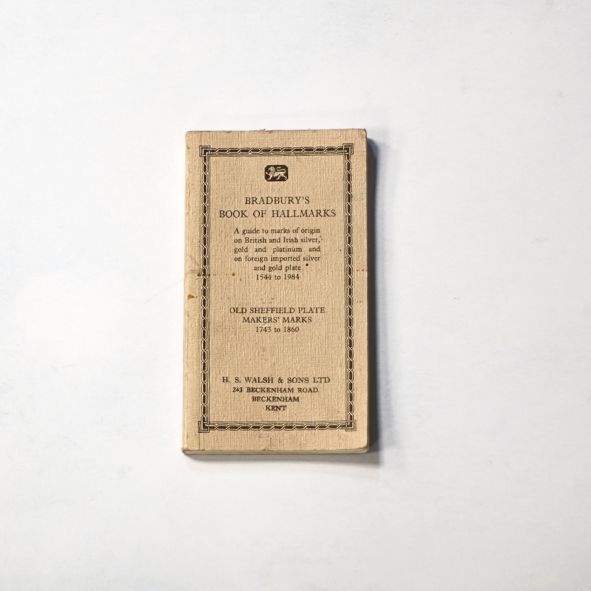 BRADBURY'S
BOOK OF HALLMARKS
A guide to marks of origin
on British and Irish silver,
gold and platinum and
on foreign imported silver
and gold plate
1544 to 1984
OLD SHEFFIELD PLATE
MAKERS' MARKS
1743 to 1860
H. S. WALSH & SONS LTD
243 BECKENHAM ROAD
BECKENHAM
KENT